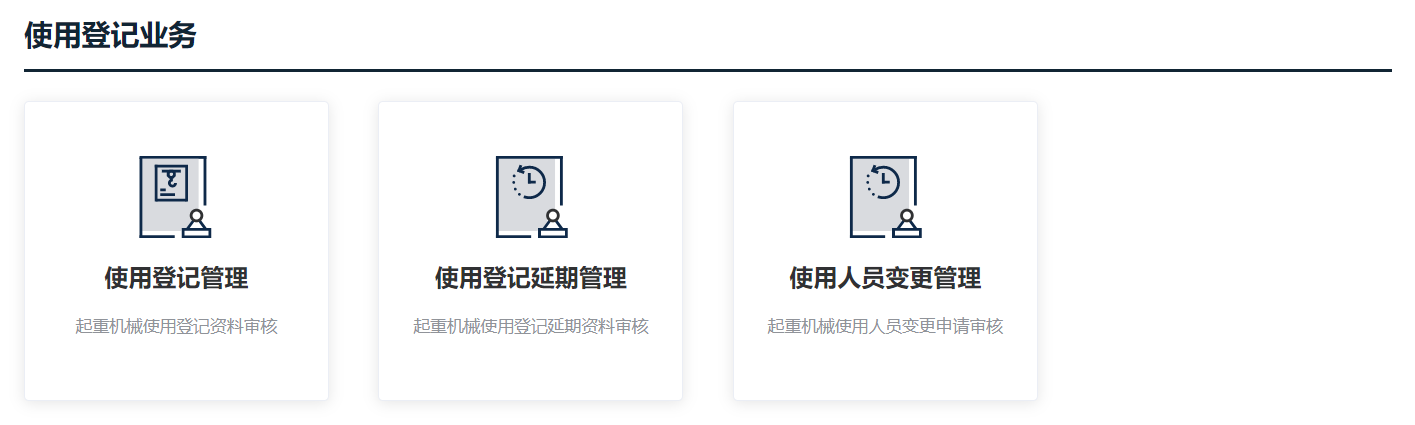 使用登记业务
使用登记管理
起重机械使用登记资料审核
使用登记延期管理
起重机械使用登记延期资料审核
使用人员变更管理
起重机械使用人员变更申请审核